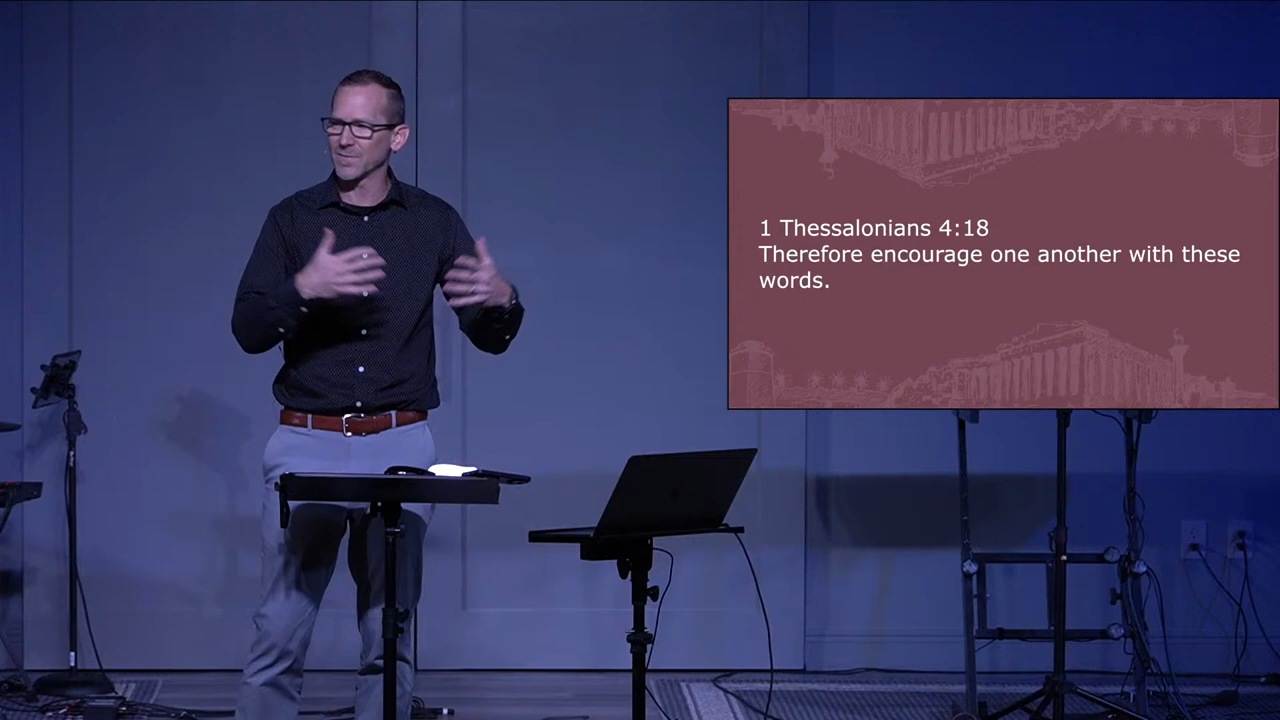 1 Thessalonians 4:18
Therefore encourage one another with these
words.